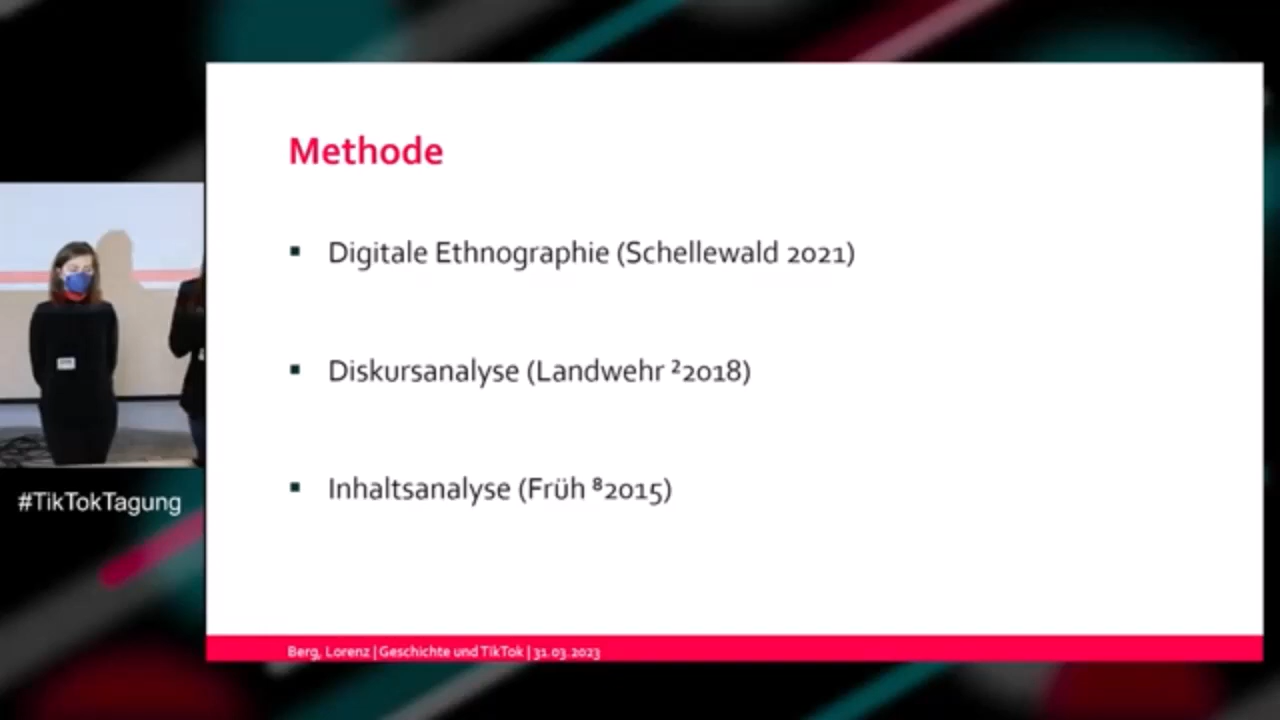 Methode
▪ Digitale Ethnographie (Schellewald 2021)
▪ Diskursanalyse (Landwehr ²2018)
▪ Inhaltsanalyse (Früh ⁸2015)
#TikTokTagung
Berg, Lorenz | Geschichte und TikTok | 31.03.2023